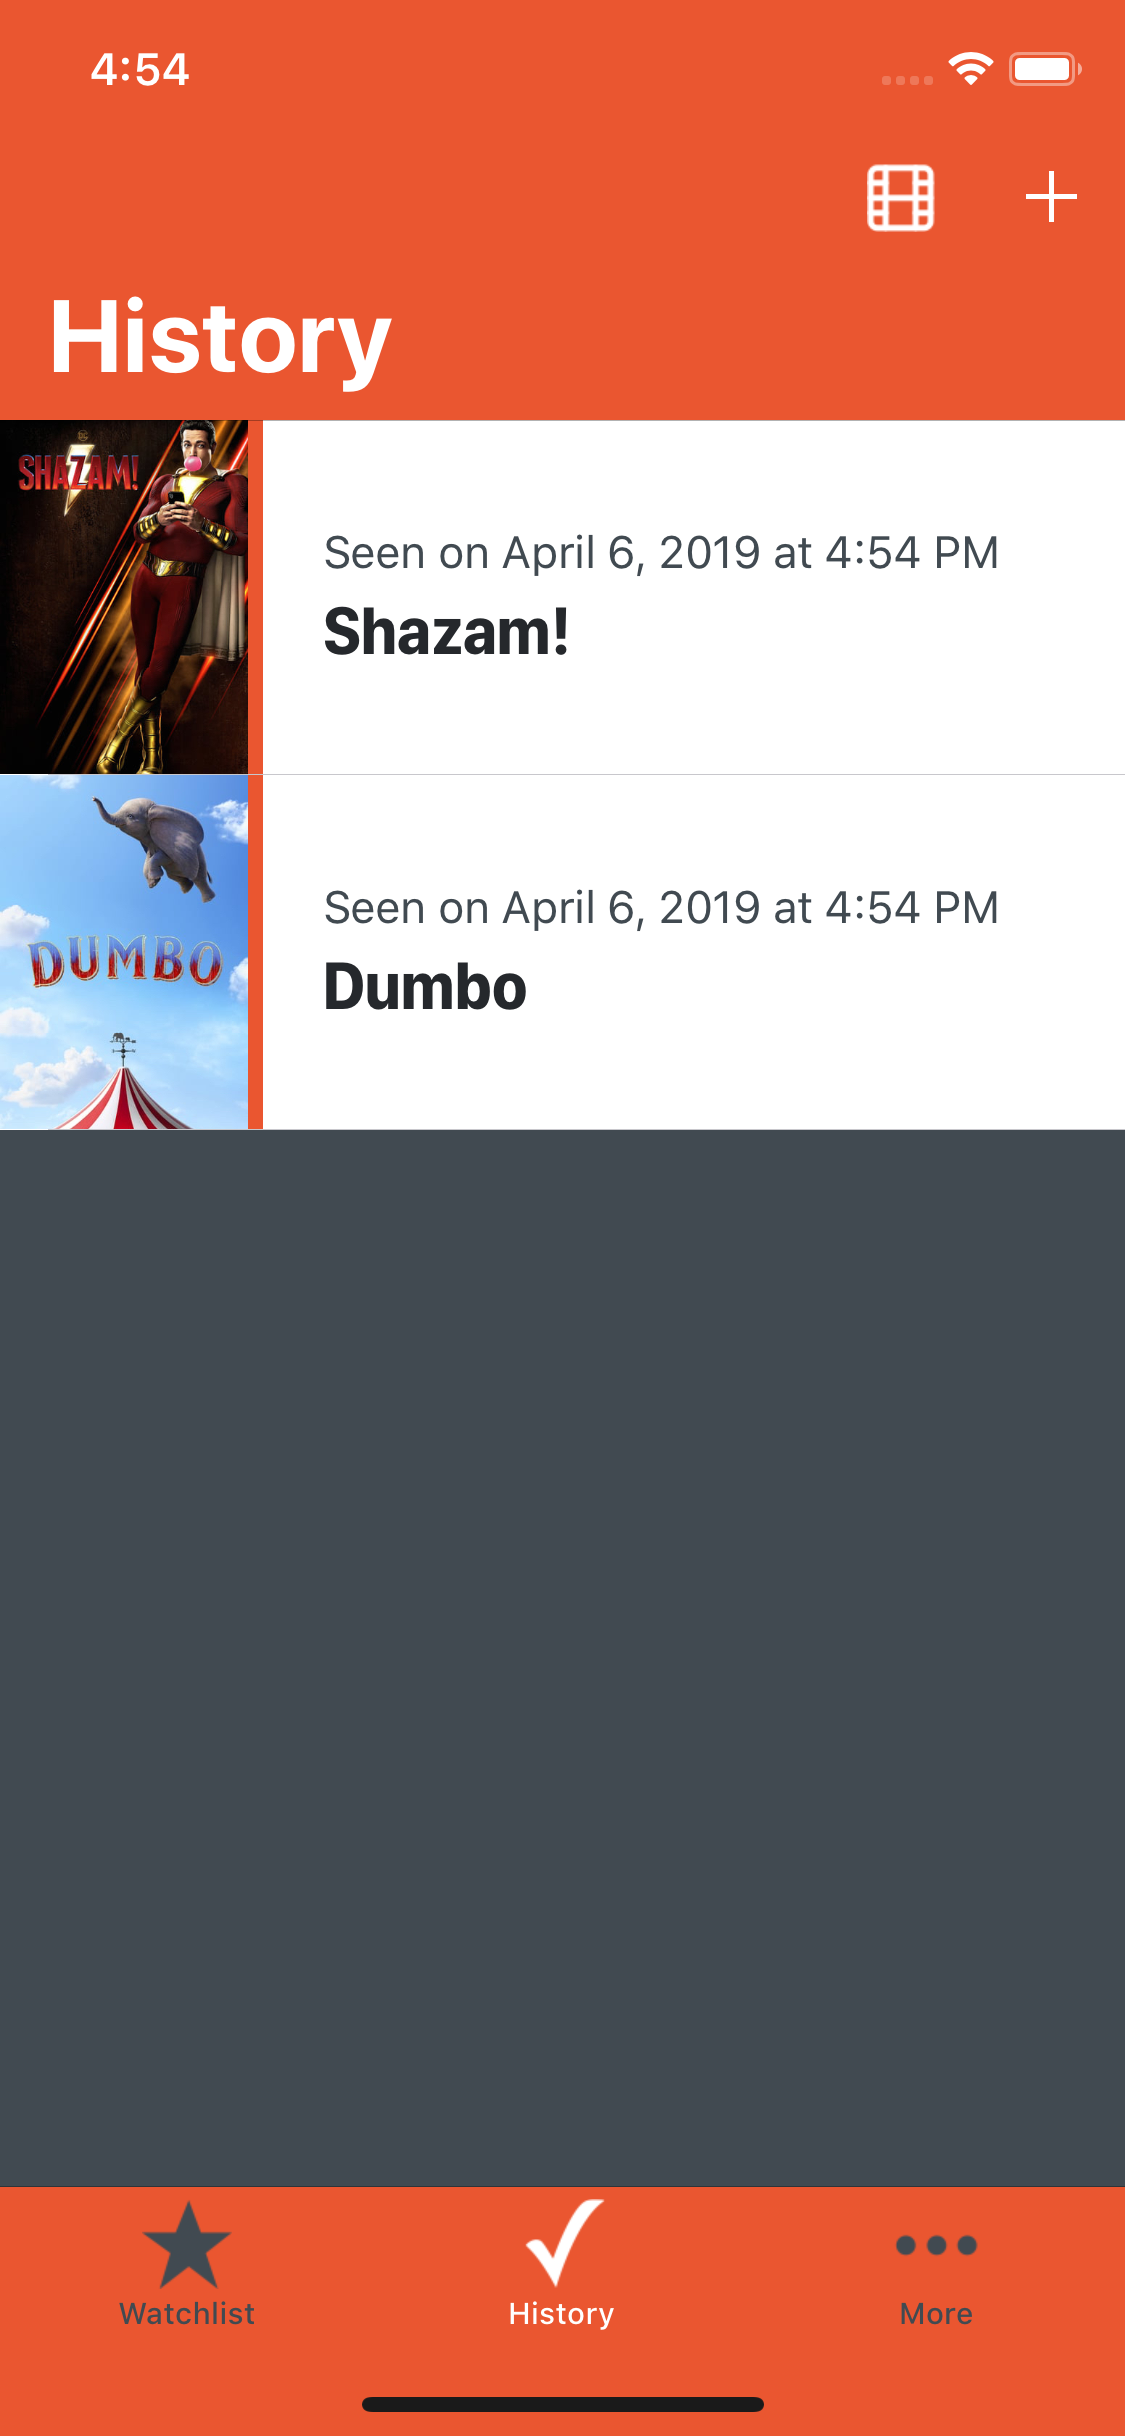 4:54
History
DC
SHAZAM!
Seen on April 6, 2019 at 4:54 PM
Shazam!
DUMBO
Seen on April 6, 2019 at 4:54 PM
Dumbo
Watchlist
History
More